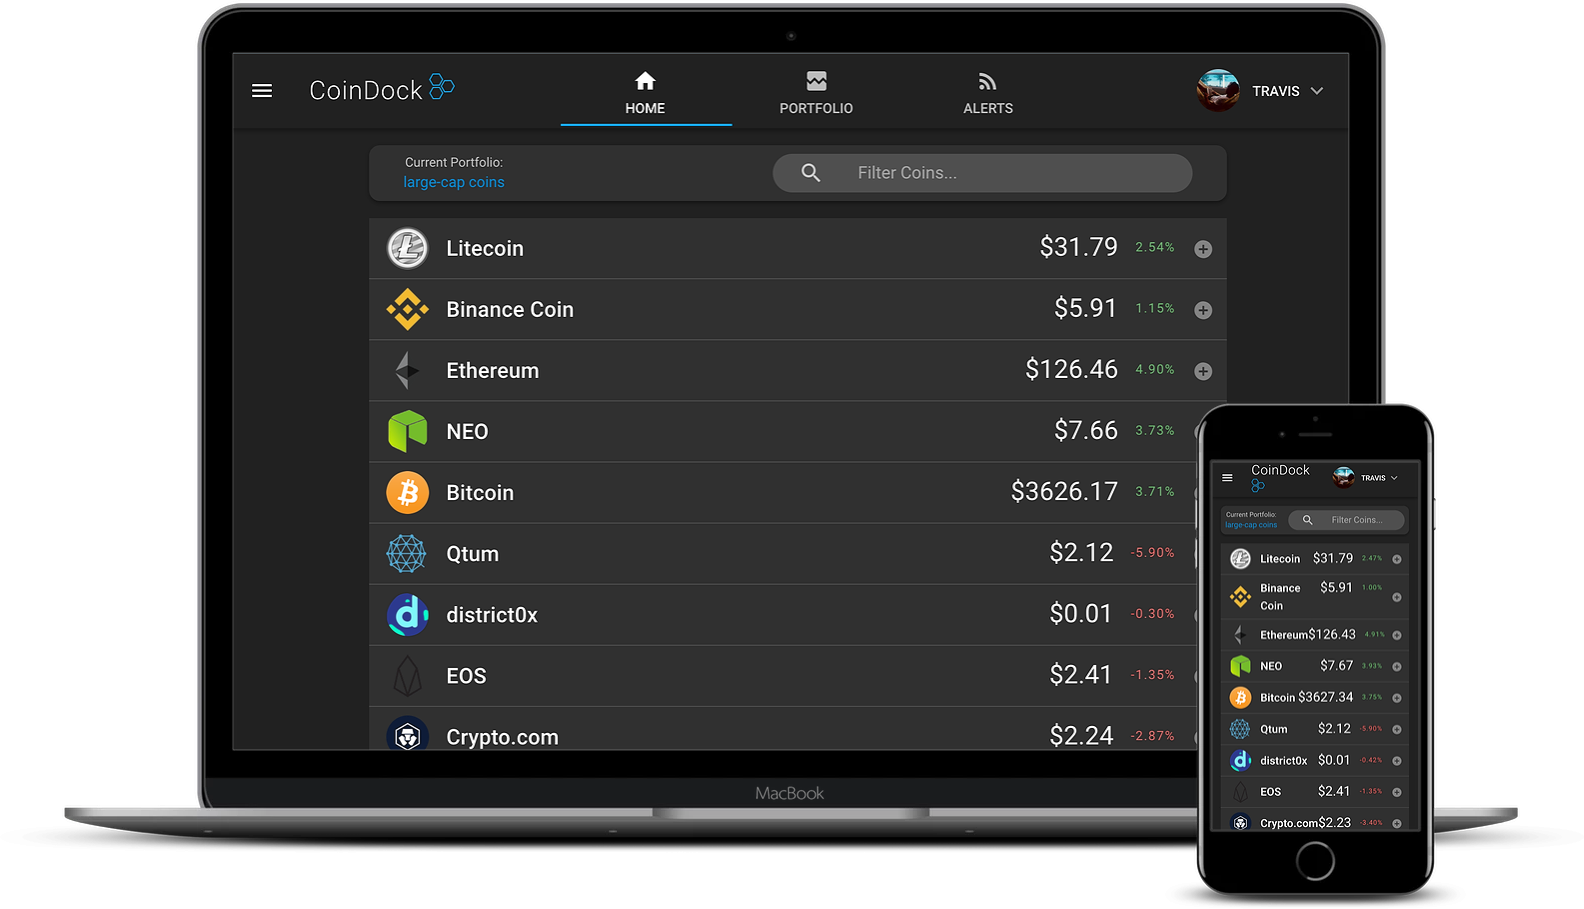 CoinDock
HOME
PORTFOLIO
ALERTS
TRAVIS
Current Portfolio:
large-cap coins
Filter Coins...
Litecoin $31.79 2.54%
Binance Coin $5.91 1.15%
Ethereum $126.46 4.90%
NEO $7.66 3.73%
Bitcoin $3626.17 3.71%
Qtum $2.12 -5.90%
district0x $0.01 -0.30%
EOS $2.41 -1.35%
Crypto.com $2.24 -2.87%
MacBook
CoinDock
TRAVIS
Current Portfolio:
large-cap coins
Filter Coins...
Litecoin $31.79 2.47%
Binance $5.91 1.00%
Coin
Ethereum $126.43 4.91%
NEO $7.67 3.93%
Bitcoin $3627.34 3.75%
Qtum $2.12 -5.90%
district0x $0.01 -0.42%
EOS $2.41 -1.35%
Crypto.com $2.23 -3.40%